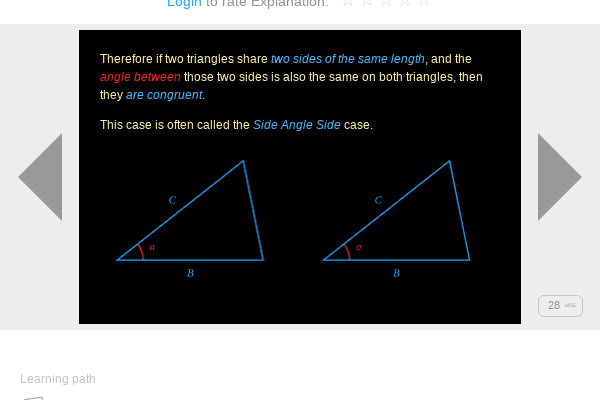 Login to rate Explanation:
Therefore if two triangles share two sides of the same length, and the
angle between those two sides is also the same on both triangles, then
they are congruent.
This case is often called the Side Angle Side case.
C
C
a
a
B
B
28 of 55
Learning path